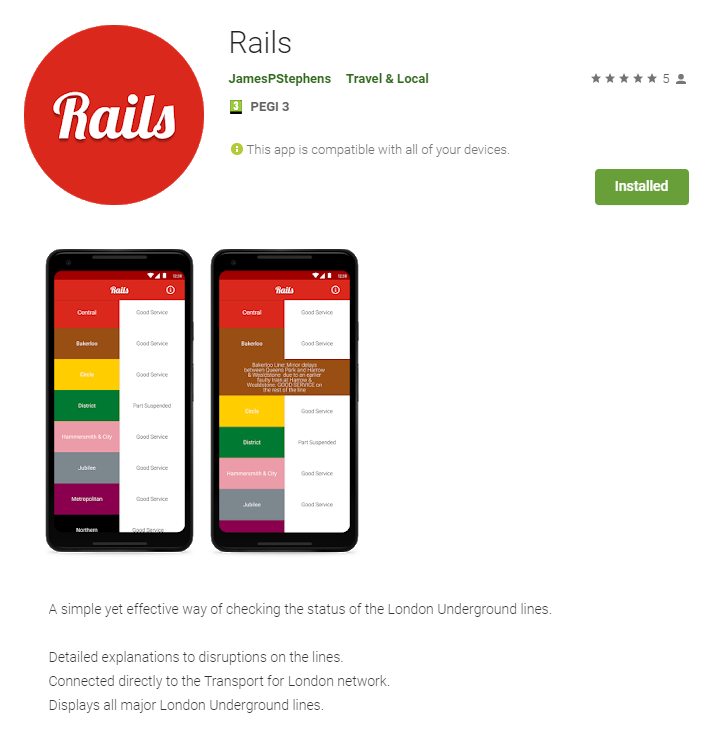 Rails
Rails
JamesPStephens Travel & Local
5
3 PEGI 3
This app is compatible with all of your devices.
Installed
12:30
Rails
Central Good Service
Bakerloo Good Service
Circle Good Service
District Part Suspended
Hammersmith & City Good Service
Jubilee Good Service
Metropolitan Good Service
Northern Good Service
12:30
Rails
Central Good Service
Bakerloo Good Service
Bakerloo Line: Minor delays
between Queens Park and Harrow
& Wealdstone due to an earlier
faulty train at Harrow &
Wealdstone. GOOD SERVICE on
the rest of the line
Circle Good Service
District Part Suspended
Hammersmith & City Good Service
Jubilee Good Service
A simple yet effective way of checking the status of the London Underground lines.
Detailed explanations to disruptions on the lines.
Connected directly to the Transport for London network.
Displays all major London Underground lines.